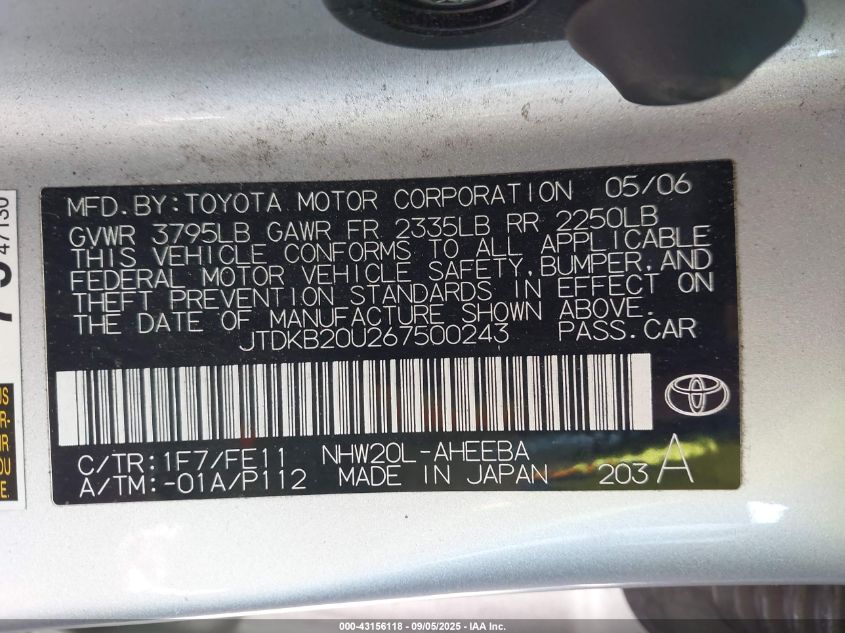 MFD. BY: TOYOTA MOTOR CORPORATION 05/06
GVWR 3795LB GAWR FR 2335LB RR 2250LB
THIS VEHICLE CONFORMS TO ALL APPLICABLE
FEDERAL MOTOR VEHICLE SAFETY, BUMPER, AND
THEFT PREVENTION STANDARDS IN EFFECT ON
THE DATE OF MANUFACTURE SHOWN ABOVE.
JTDKB20U267500243 PASS. CAR
C/TR: 1F7/FE11 NHW20L-AHEEBA
A/TM: -01A/P112 MADE IN JAPAN 203 A
47130
US
R-
IR
E.
000-43156118 - 09/05/2025 - IAA Inc.